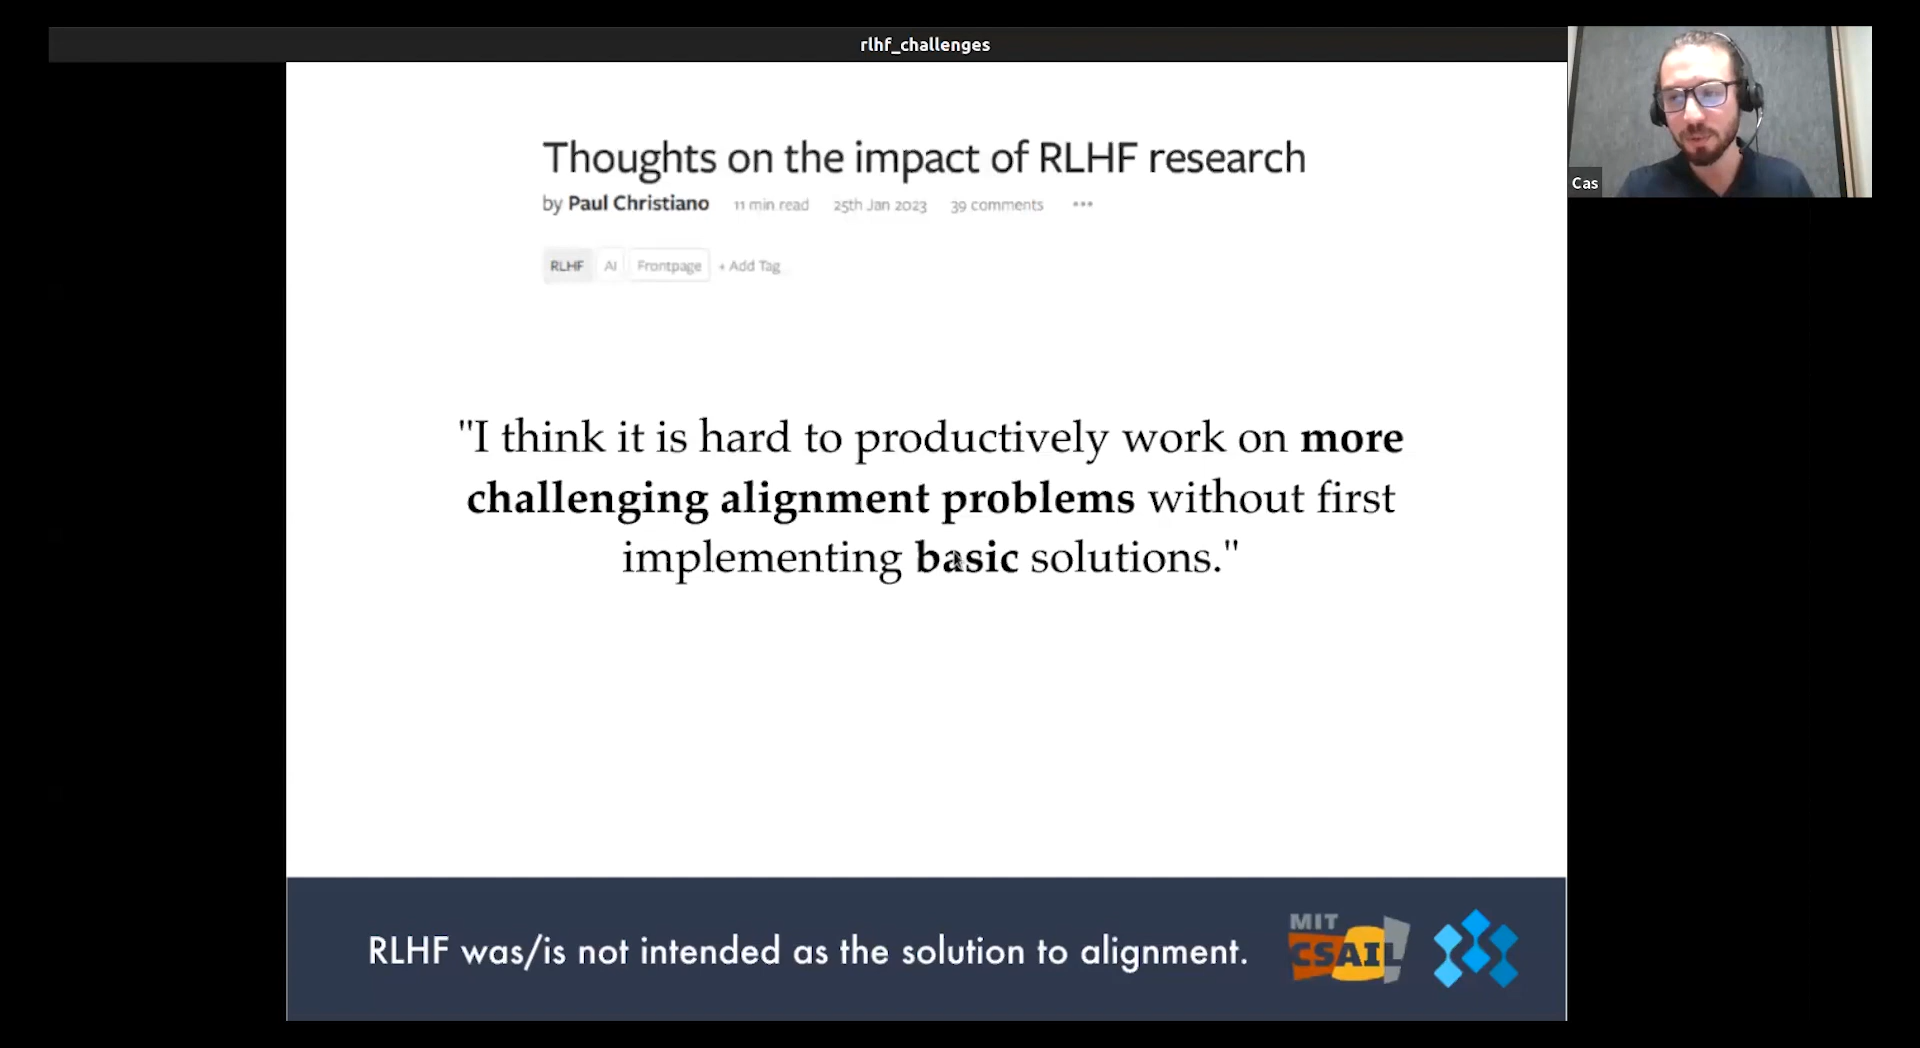 rlhf_challenges
Cas
Thoughts on the impact of RLHF research
by Paul Christiano 11 min read 25th Jan 2023 39 comments •••
RLHF AI Frontpage + Add Tag
"I think it is hard to productively work on more
challenging alignment problems without first
implementing basic solutions."
RLHF was/is not intended as the solution to alignment.
MIT
CSAIL